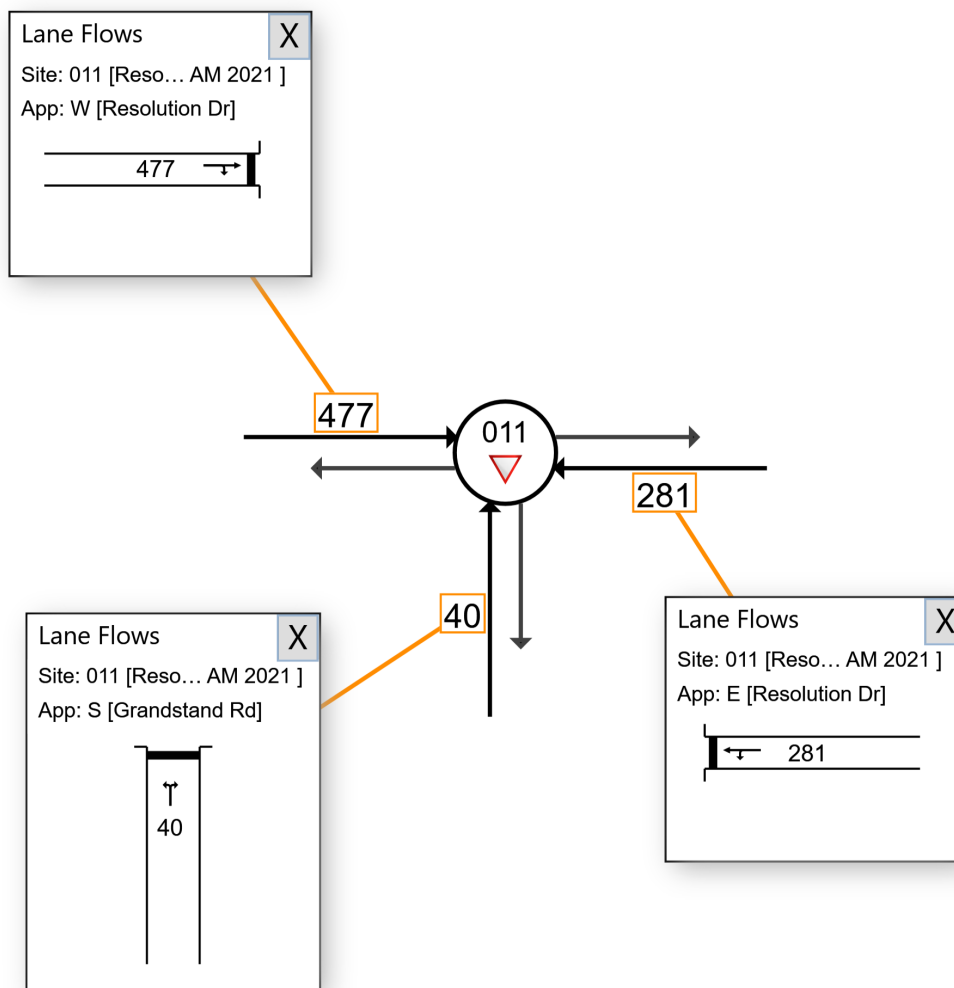 Lane Flows
X
Site: 011 [Reso... AM 2021 ]
App: W [Resolution Dr]
477
477
011
281
40
Lane Flows
X
Site: 011 [Reso... AM 2021 ]
App: S [Grandstand Rd]
40
Lane Flows
X
Site: 011 [Reso... AM 2021 ]
App: E [Resolution Dr]
281